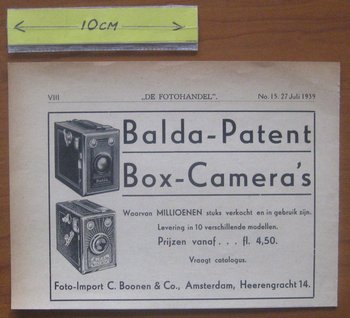 10CM
VIII „DE FOTOHANDEL”. No. 15. 27 Juli 1939
Balda-Patent
Box-Camera's
Waarvan MILLIOENEN stuks verkocht en in gebruik zijn.
Levering in 10 verschillende modellen.
Prijzen vanaf . . . fl. 4,50.
Vraagt catalogus.
Foto-Import C. Boonen & Co., Amsterdam, Heerengracht 14.